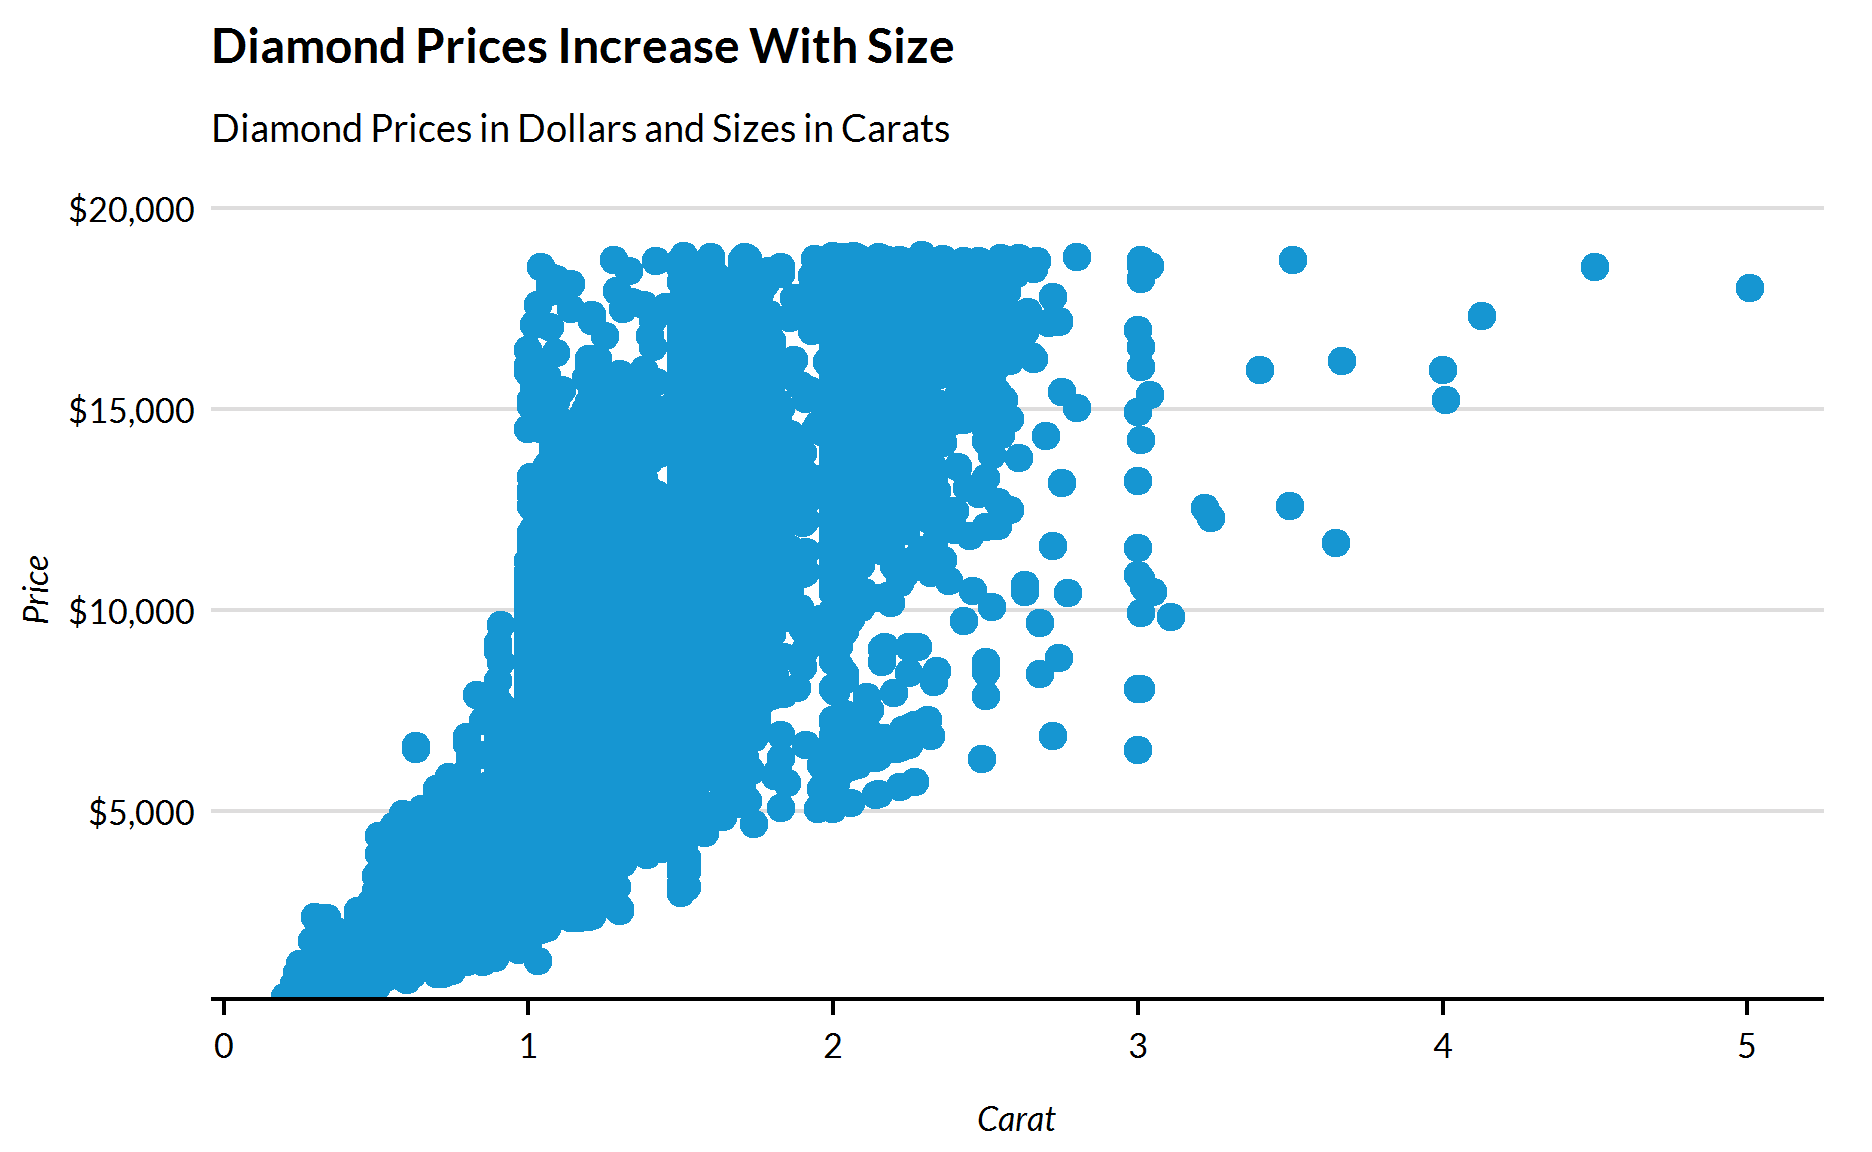 Diamond Prices Increase With Size
Diamond Prices in Dollars and Sizes in Carats
$20,000
$15,000
$10,000
$5,000
Price
0 1 2 3 4 5
Carat